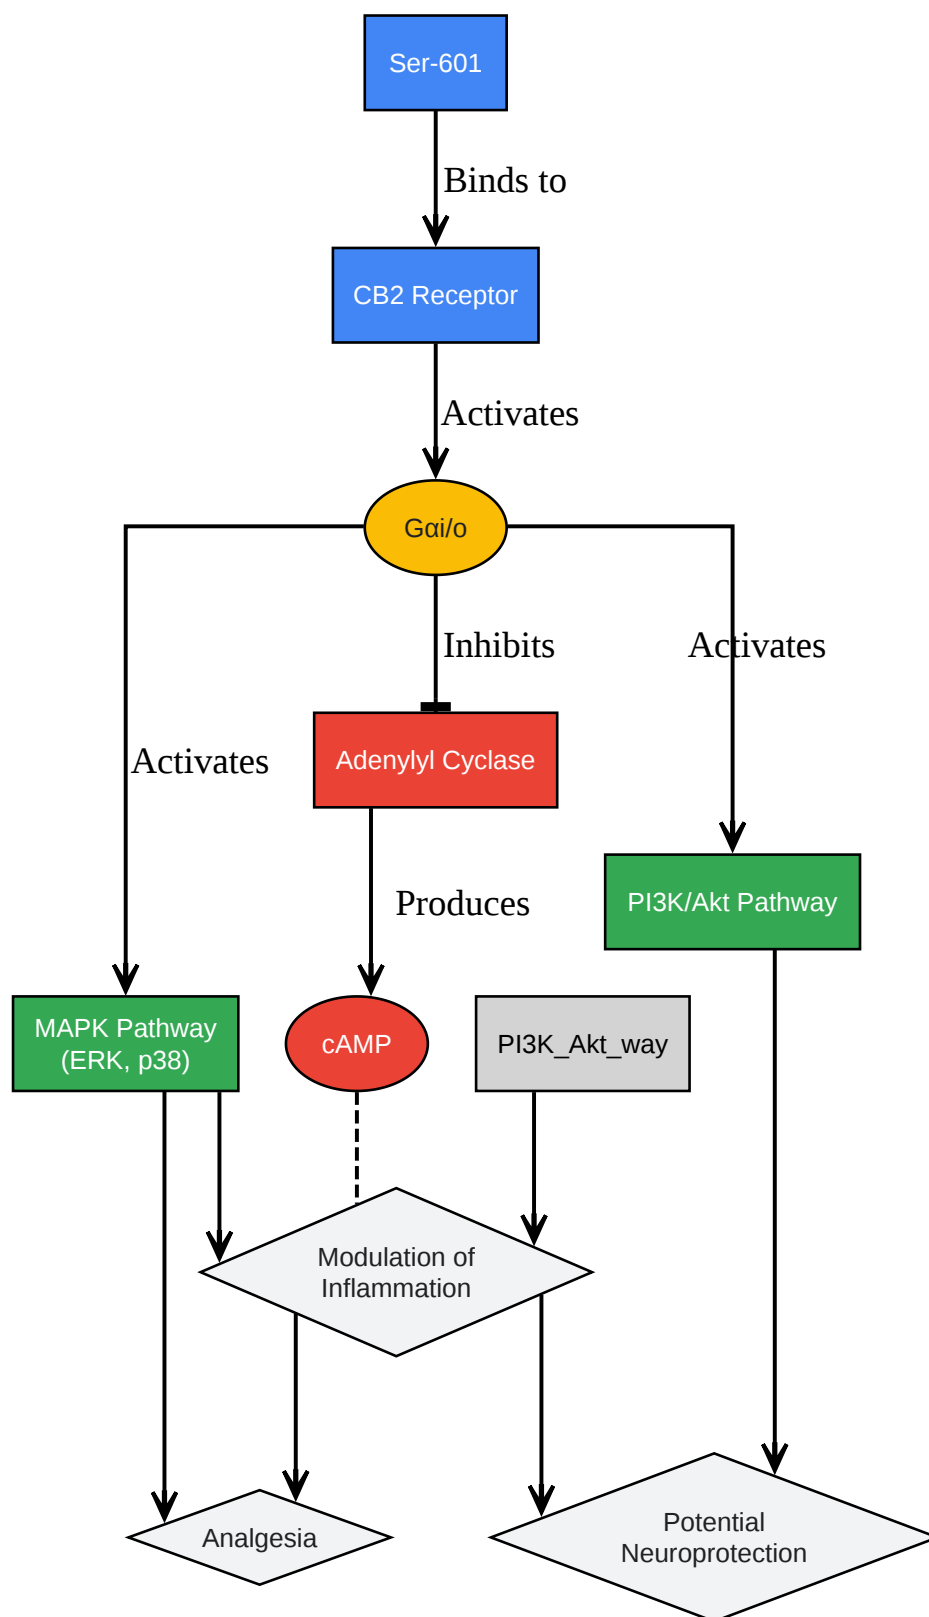 Ser-601
Binds to
CB2 Receptor
Activates
Gαi/o
Inhibits
Activates
Activates
Adenylyl Cyclase
Produces
PI3K/Akt Pathway
MAPK Pathway
(ERK, p38)
cAMP
PI3K_Akt_way
Modulation of
Inflammation
Analgesia
Potential
Neuroprotection